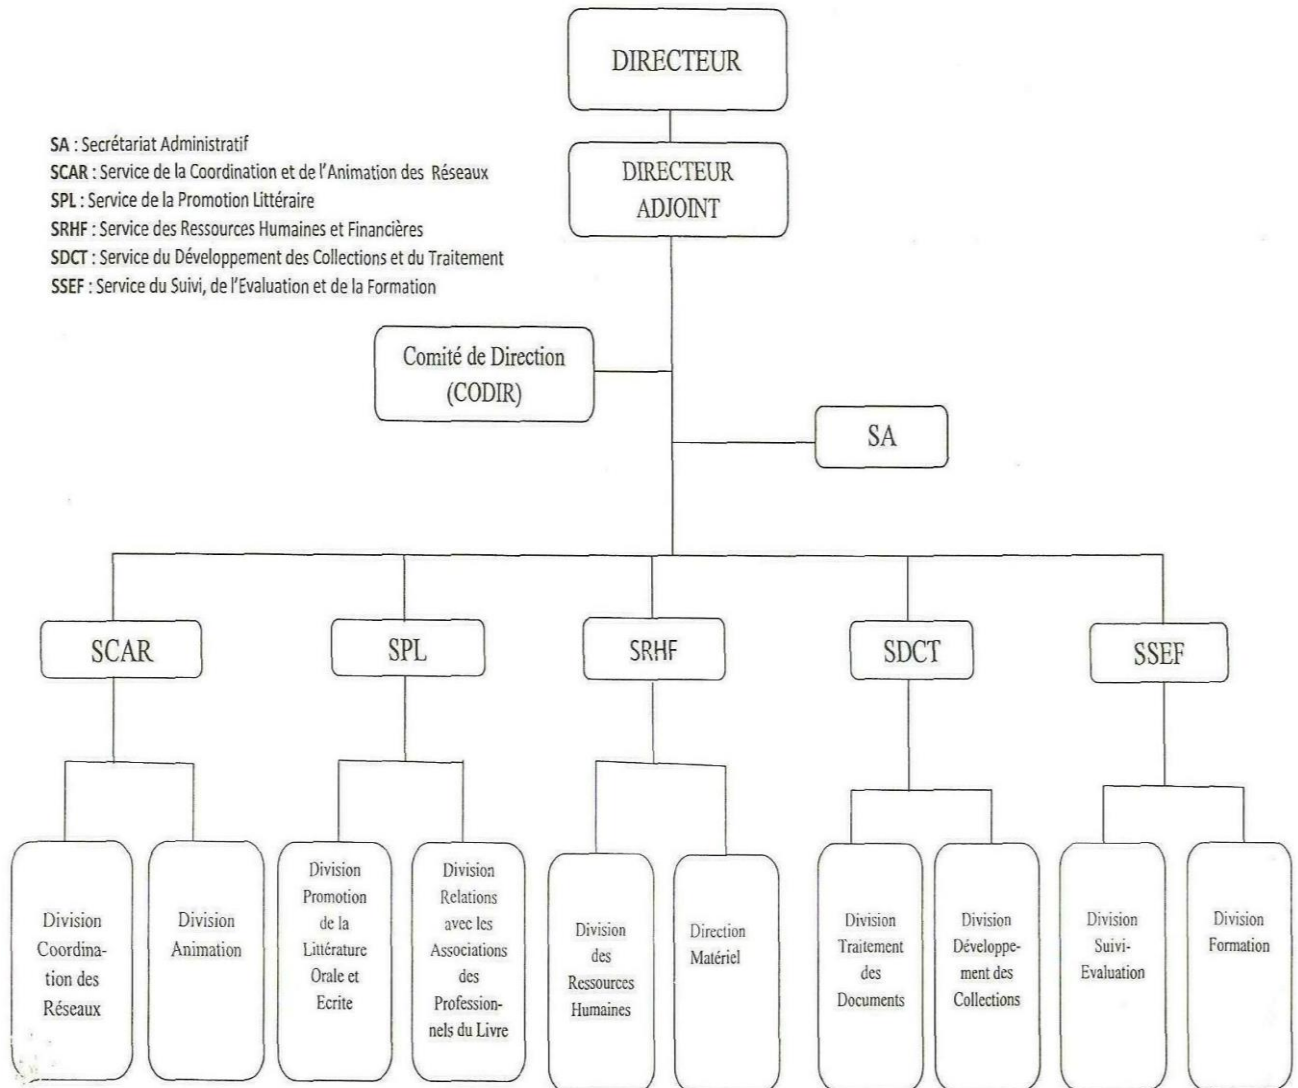 DIRECTEUR
SA : Secrétariat Administratif
SCAR : Service de la Coordination et de l'Animation des Réseaux
SPL : Service de la Promotion Littéraire
SRHF : Service des Ressources Humaines et Financières
SDCT : Service du Développement des Collections et du Traitement
SSEF : Service du Suivi, de l'Evaluation et de la Formation
DIRECTEUR
ADJOINT
Comité de Direction
(CODIR)
SA
SCAR
SPL
SRHF
SDCT
SSEF
Division
Coordina-
tion des
Réseaux
Division
Animation
Division
Promotion
de la
Littérature
Orale et
Ecrite
Division
Relations
avec les
Associations
des
Profession-
nels du Livre
Division
des
Ressources
Humaines
Direction
Matériel
Division
Traitement
des
Documents
Division
Développe-
ment des
Collections
Division
Suivi-
Evaluation
Division
Formation